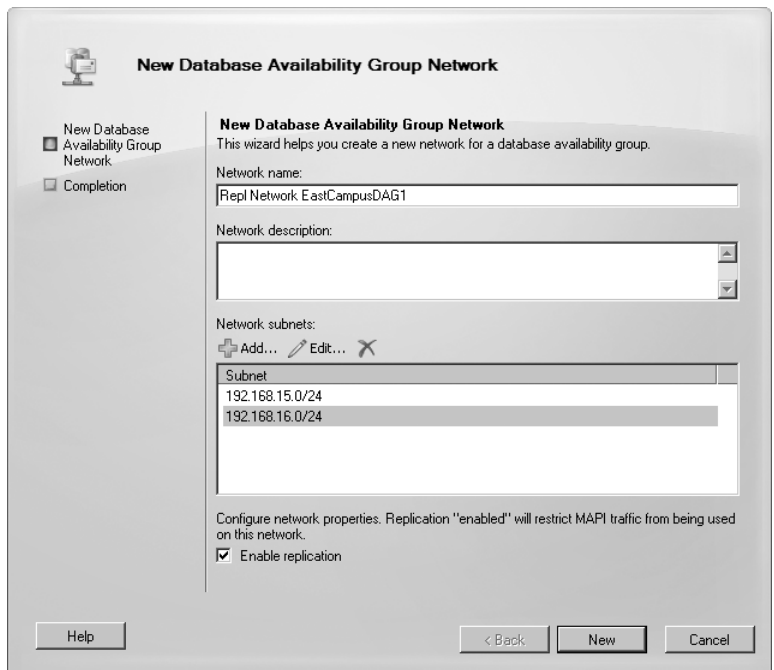 New Database Availability Group Network
New Database
Availability Group
Network
Completion
New Database Availability Group Network
This wizard helps you create a new network for a database availability group.
Network name:
Repl Network EastCampusDAG1
Network description:
Network subnets:
Add... Edit...
Subnet
192.168.15.0/24
192.168.16.0/24
Configure network properties. Replication "enabled" will restrict MAPI traffic from being used
on this network.
Enable replication
Help
< Back New Cancel